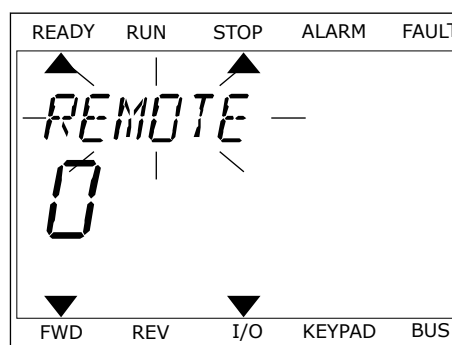 READY RUN STOP ALARM FAULT
REMOTE
0
FWD REV I/O KEYPAD BUS